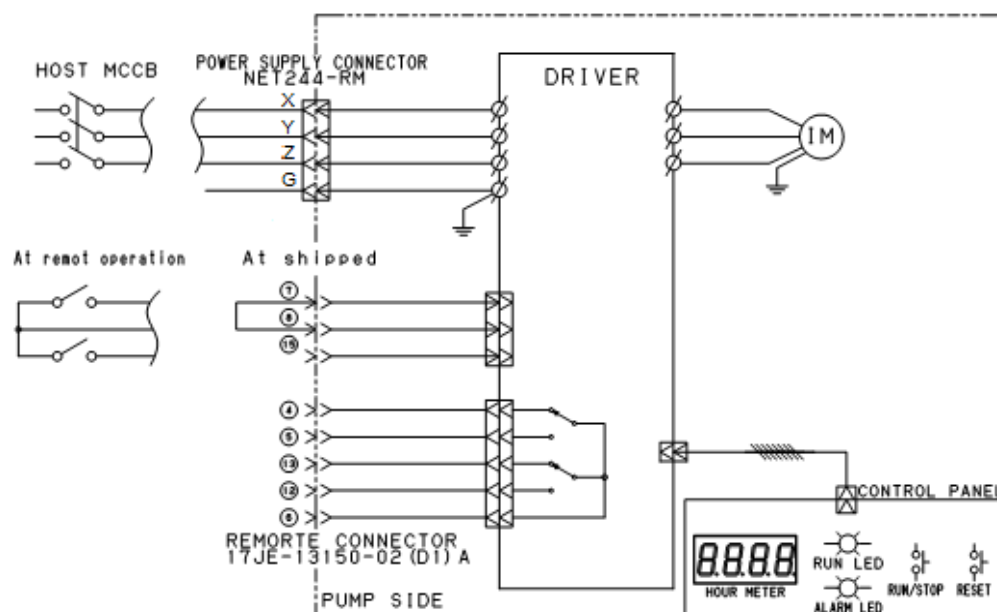 HOST MCCB
POWER SUPPLY CONNECTOR
NET244-RM
DRIVER
X
Y
Z
G
IM
At remot operation
At shipped
7
8
15
4
5
13
12
6
REMORTE CONNECTOR
17JE-13150-02(D1)A
PUMP SIDE
CONTROL PANEL
8.8.8.8
HOUR METER
RUN LED
ALARM LED
RUN/STOP
RESET